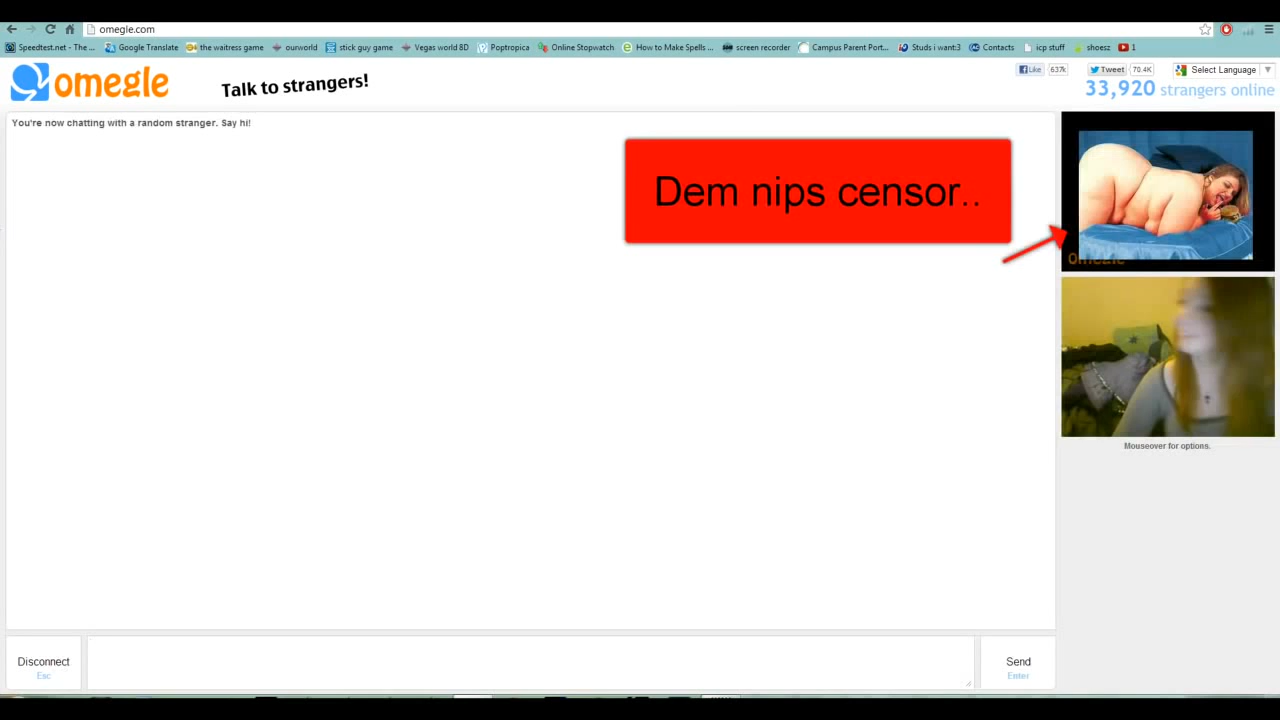 omegle.com
Speedtest.net - The ... Google Translate the waitress game ourworld stick guy game Vegas world 8D Poptropica Online Stopwatch How to Make Spells ... screen recorder Campus Parent Port... Studs i want:3 Contacts icp stuff shoesz 1
omegle Talk to strangers! Like 637k Tweet 70.4K Select Language
33,920 strangers online
You're now chatting with a random stranger. Say hi!
Dem nips censor..
omegle
Mouseover for options.
Disconnect
Esc
Send
Enter